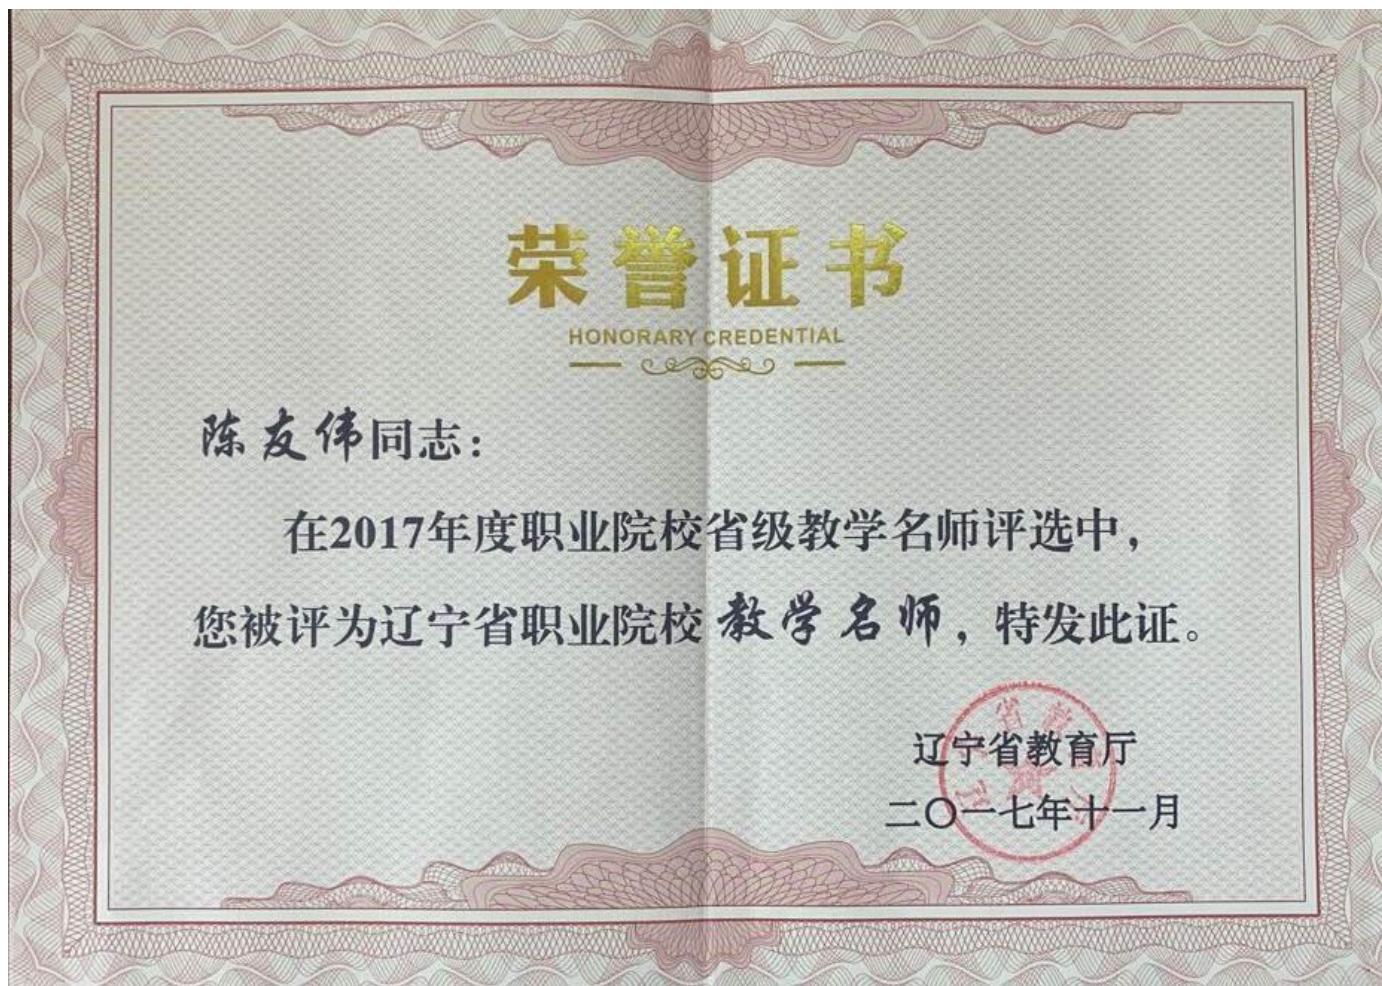 荣誉证书
HONORARY CREDENTIAL
陈友伟同志：
在2017年度职业院校省级教学名师评选中，
您被评为辽宁省职业院校教学名师，特发此证。
辽宁省教育厅
二〇一七年十一月